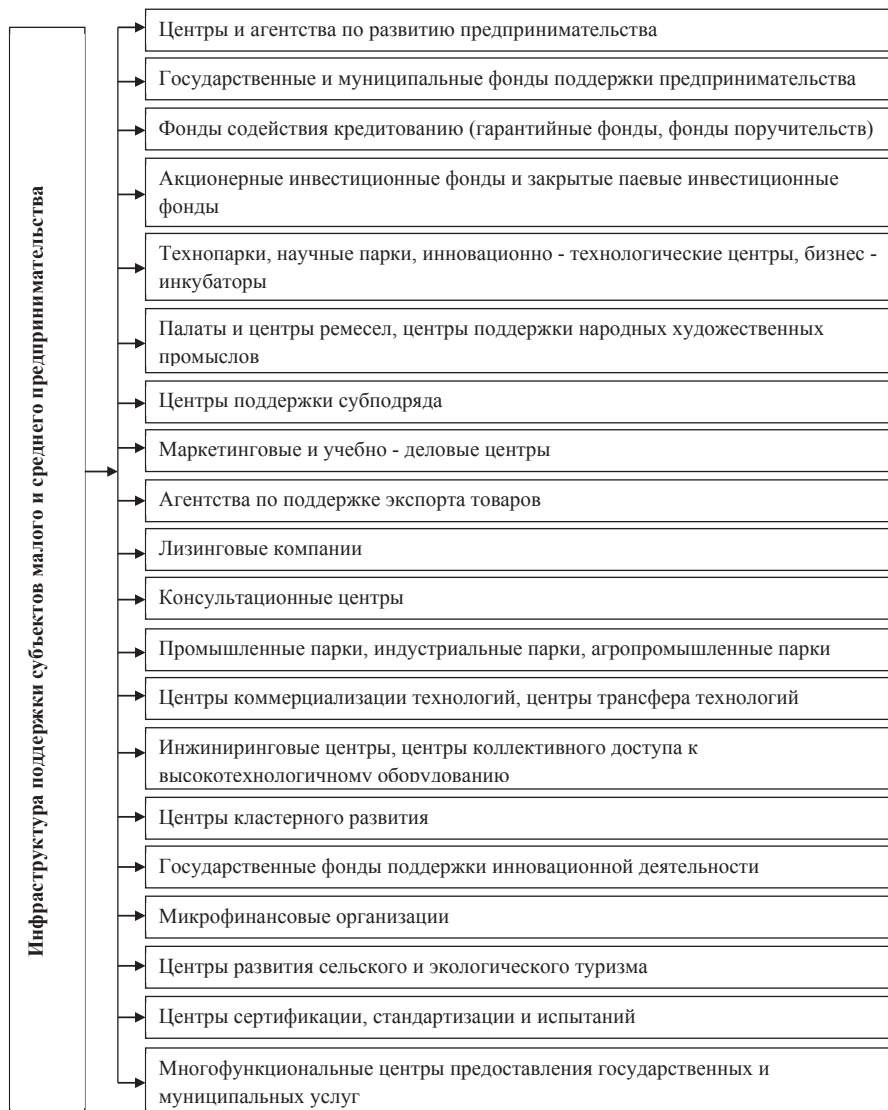 Инфраструктура поддержки субъектов малого и среднего предпринимательства
Центры и агентства по развитию предпринимательства
Государственные и муниципальные фонды поддержки предпринимательства
Фонды содействия кредитованию (гарантийные фонды, фонды поручительств)
Акционерные инвестиционные фонды и закрытые паевые инвестиционные
фонды
Технопарки, научные парки, инновационно - технологические центры, бизнес -
инкубаторы
Палаты и центры ремесел, центры поддержки народных художественных
промыслов
Центры поддержки субподряда
Маркетинговые и учебно - деловые центры
Агентства по поддержке экспорта товаров
Лизинговые компании
Консультационные центры
Промышленные парки, индустриальные парки, агропромышленные парки
Центры коммерциализации технологий, центры трансфера технологий
Инжиниринговые центры, центры коллективного доступа к
высокотехнологичному оборудованию
Центры кластерного развития
Государственные фонды поддержки инновационной деятельности
Микрофинансовые организации
Центры развития сельского и экологического туризма
Центры сертификации, стандартизации и испытаний
Многофункциональные центры предоставления государственных и
муниципальных услуг